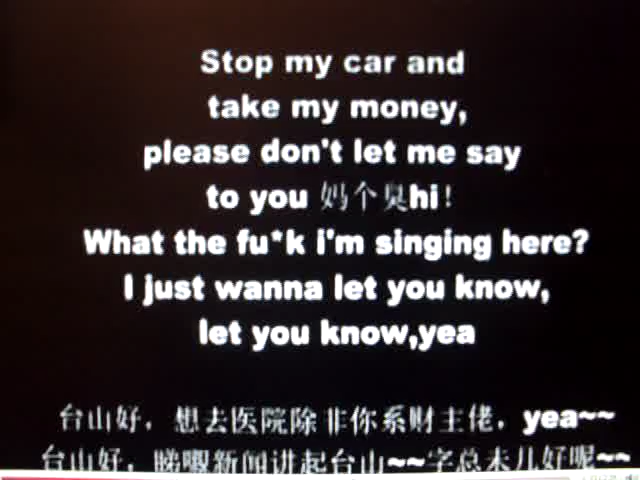 Stop my car and
take my money,
please don't let me say
to you 妈个臭hi!
What the fu*k i'm singing here?
I just wanna let you know,
let you know,yea
台山好，想去医院除非你系财主佬，yea~~
台山好，睇嘅新闻讲起台山~~字总未几好呢~~